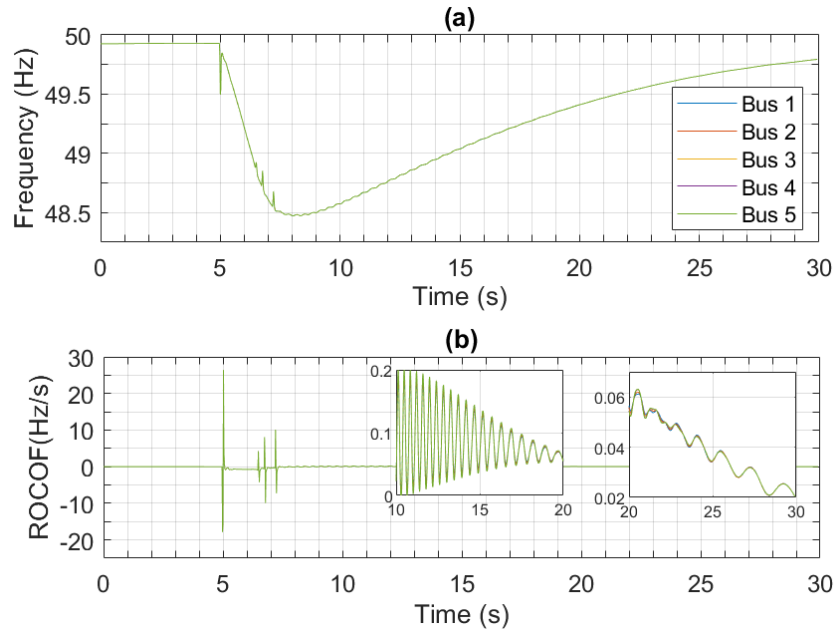 (a)
Frequency (Hz)
50
49.5
49
48.5
0 5 10 15 20 25 30
Time (s)
Bus 1
Bus 2
Bus 3
Bus 4
Bus 5
(b)
ROCOF(Hz/s)
30
20
10
0
-10
-20
0 5 10 15 20 25 30
Time (s)
0.2
0.1
0
10 15 20
0.06
0.04
0.02
20 25 30